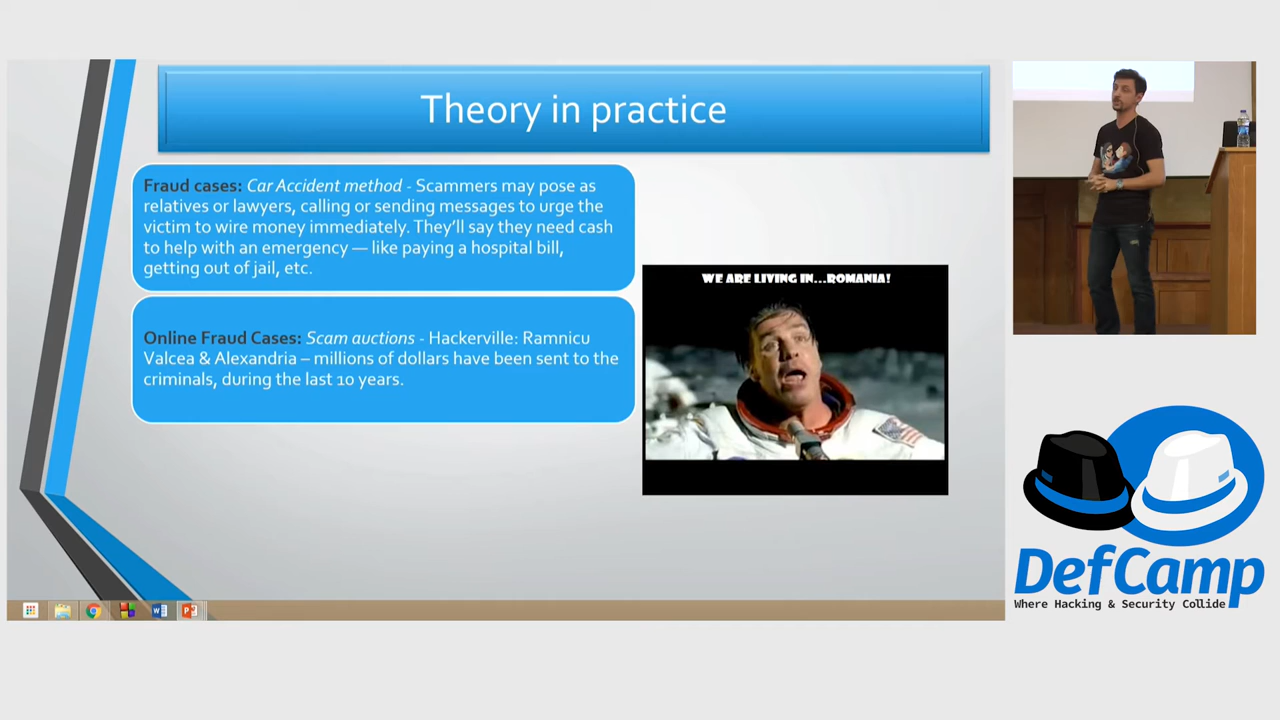 Theory in practice
Fraud cases: Car Accident method - Scammers may pose as
relatives or lawyers, calling or sending messages to urge the
victim to wire money immediately. They'll say they need cash
to help with an emergency — like paying a hospital bill,
getting out of jail, etc.
Online Fraud Cases: Scam auctions - Hackerville: Ramnicu
Valcea & Alexandria – millions of dollars have been sent to the
criminals, during the last 10 years.
WE ARE LIVING IN...ROMANIA!
DefCamp
Where Hacking & Security Collide